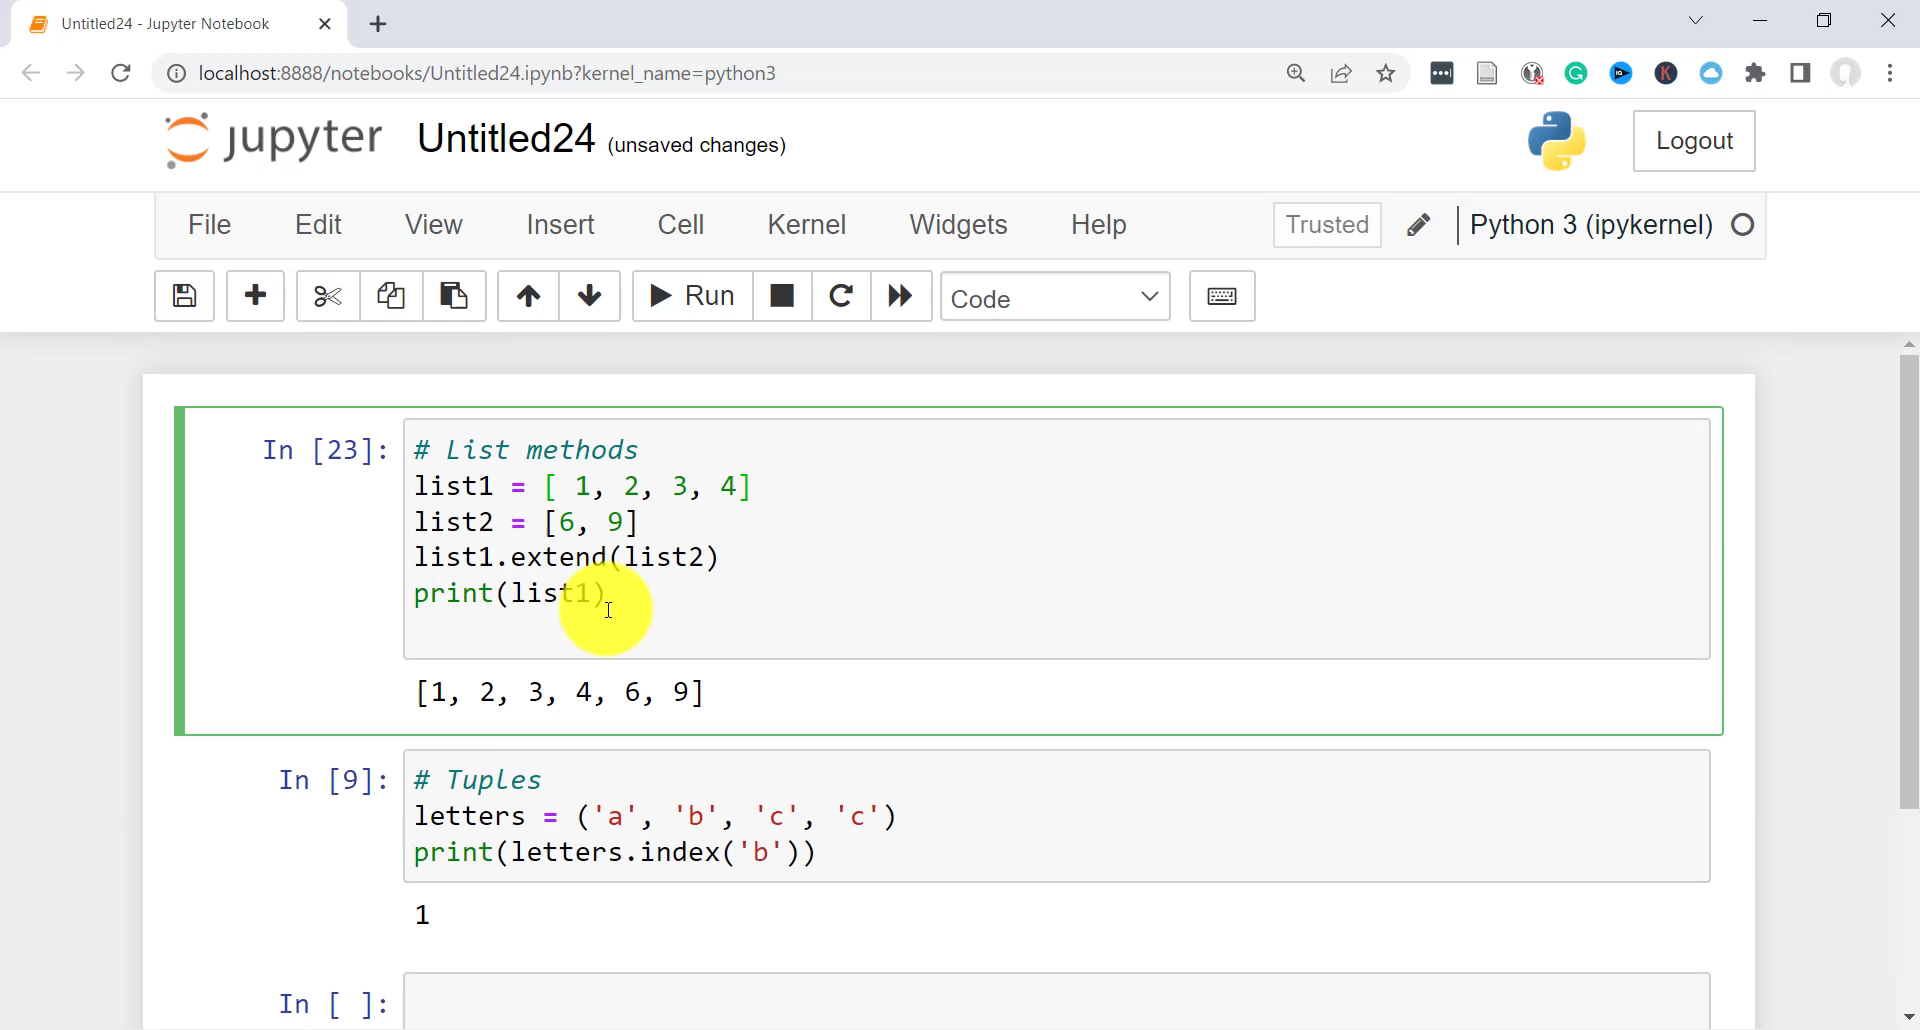 Untitled24 - Jupyter Notebook
localhost:8888/notebooks/Untitled24.ipynb?kernel_name=python3
jupyter Untitled24 (unsaved changes)
Logout
File Edit View Insert Cell Kernel Widgets Help Trusted Python 3 (ipykernel)
Run Code
In [23]: # List methods
list1 = [ 1, 2, 3, 4]
list2 = [6, 9]
list1.extend(list2)
print(list1)
[1, 2, 3, 4, 6, 9]
In [9]: # Tuples
letters = ('a', 'b', 'c', 'c')
print(letters.index('b'))
1
In [ ]: